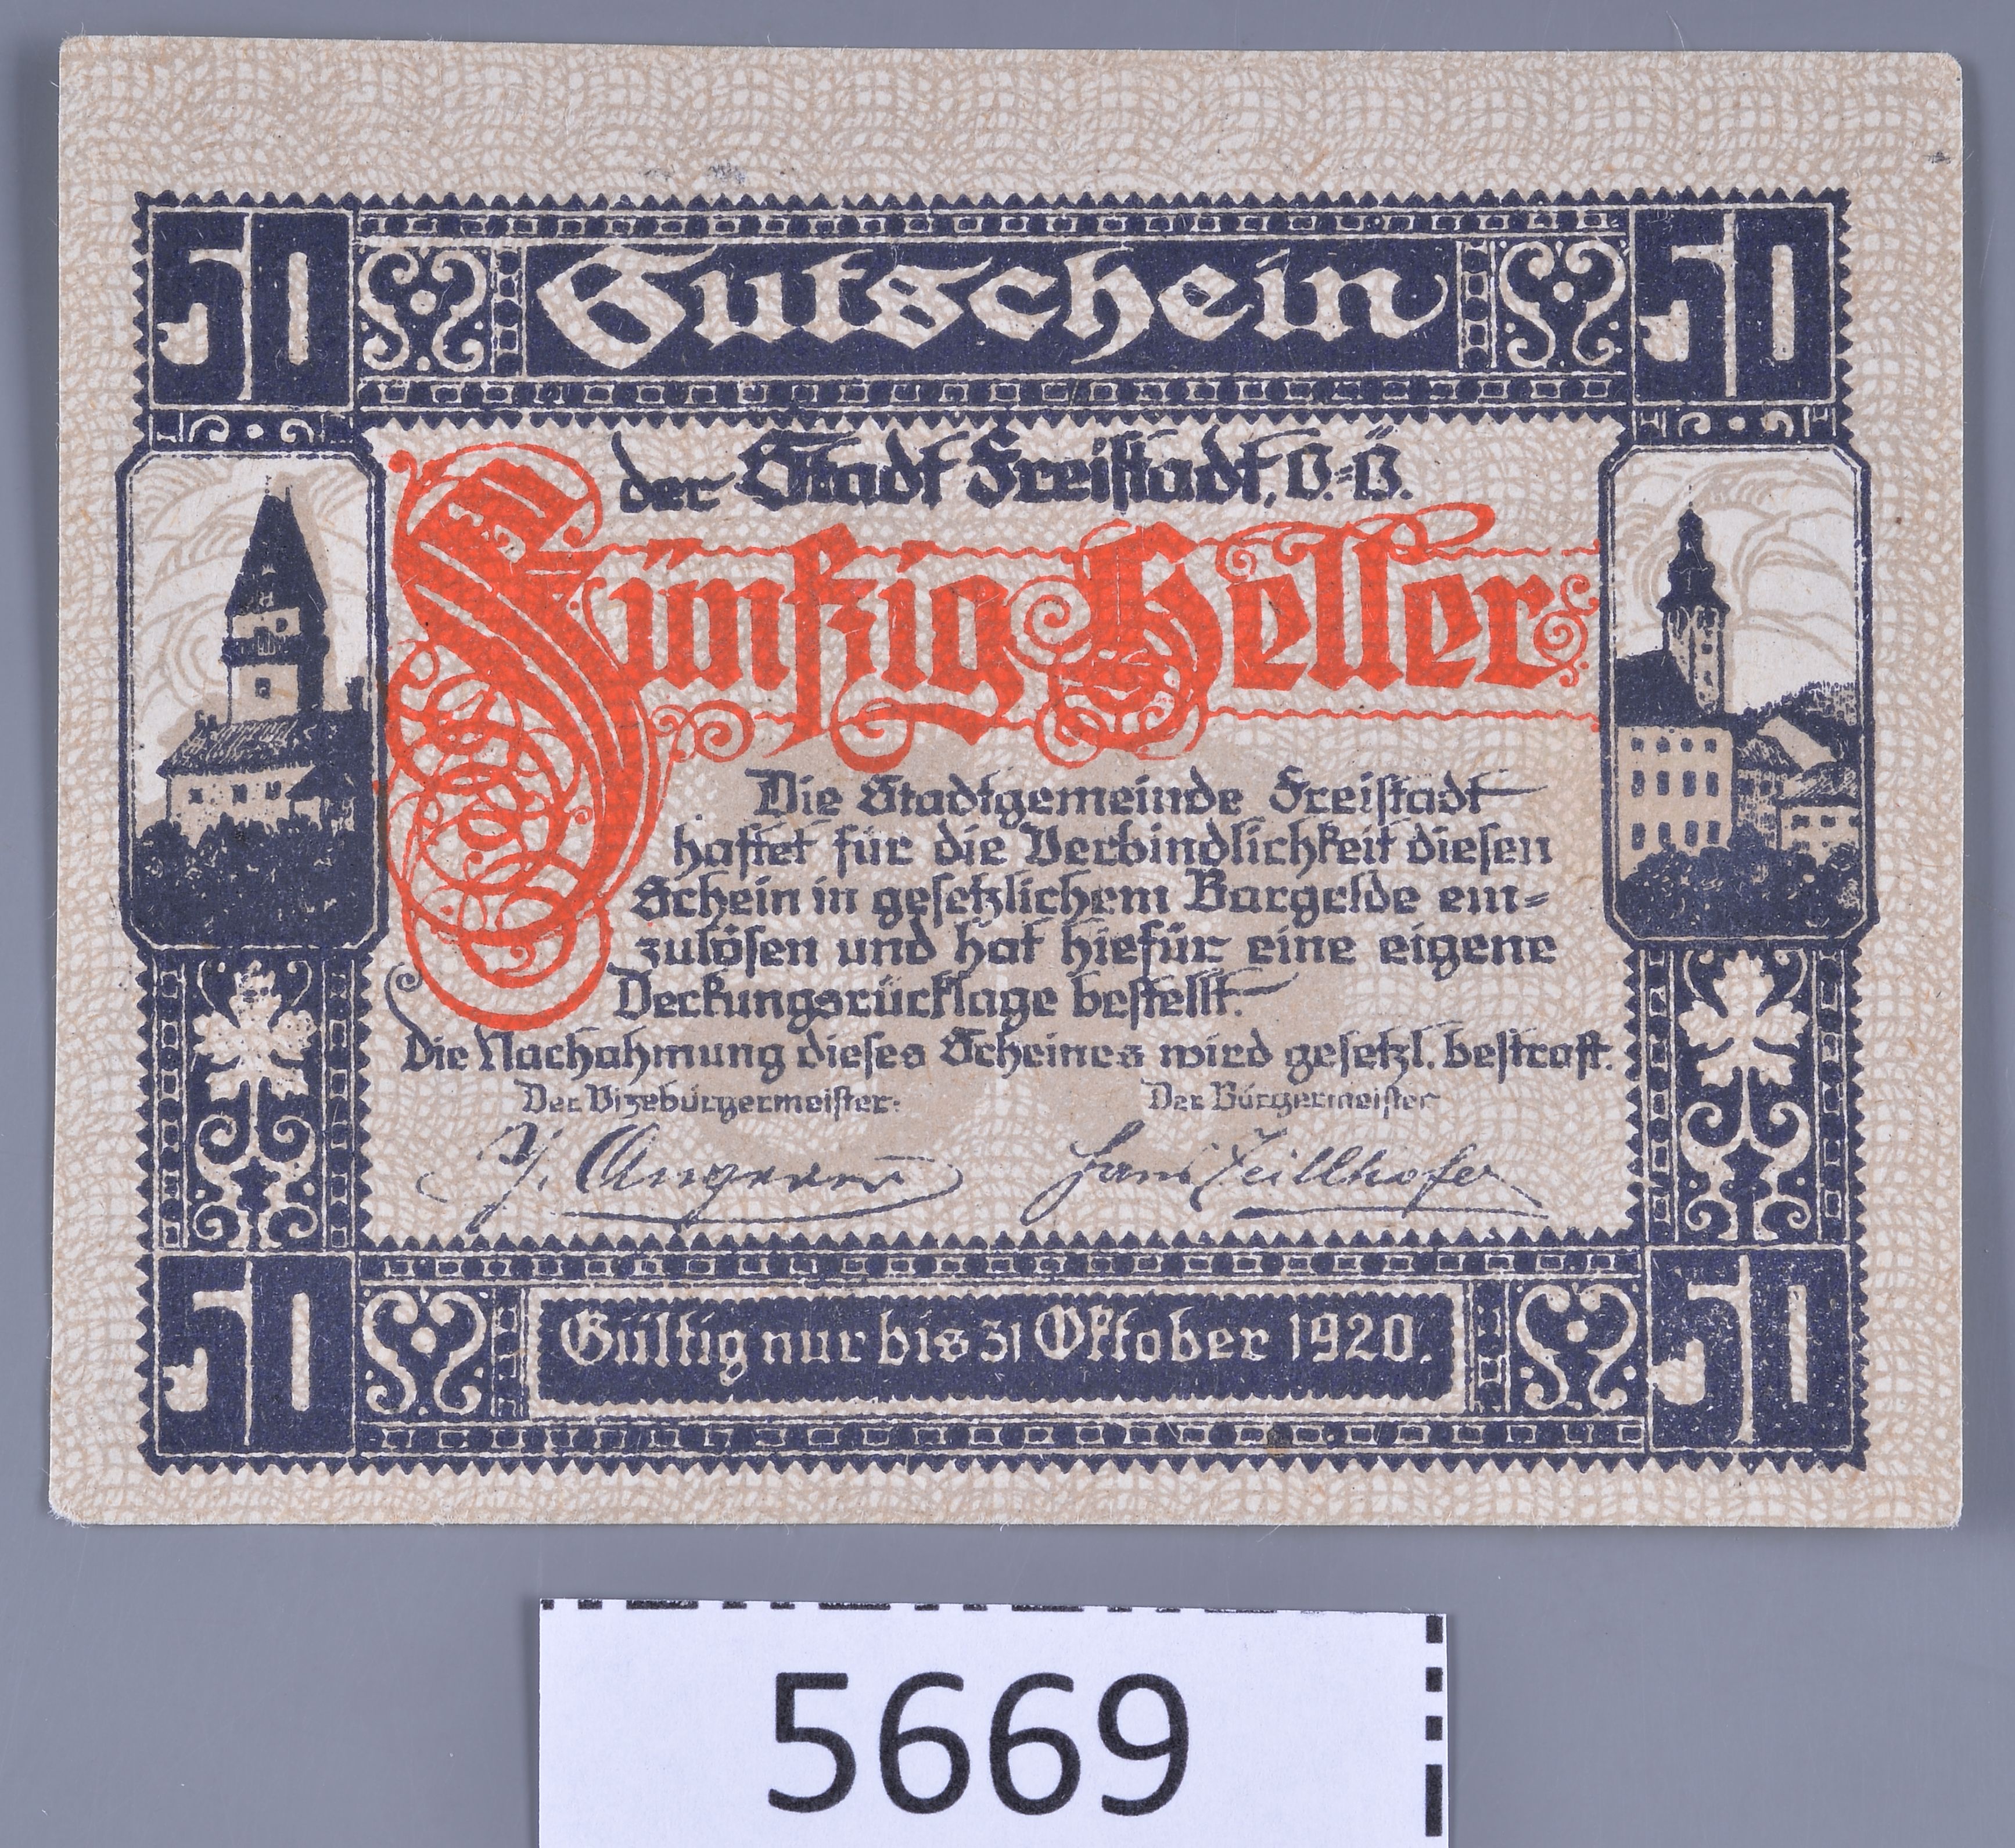 50 Gutschein 50
der Stadt Freistadt, O.=Ö.
Fünfzig Heller
Die Stadtgemeinde Freistadt
haftet für die Verbindlichkeit diesen
Schein in gesetzlichem Bargelde ein=
zulösen und hat hiefür eine eigene
Deckungsrücklage bestellt.
Die Nachahmung dieses Scheines wird gesetzl. bestraft.
Der Vizebürgermeister: Der Bürgermeister
Hans
50 Gültig nur bis 31 Oktober 1920. 50
5669